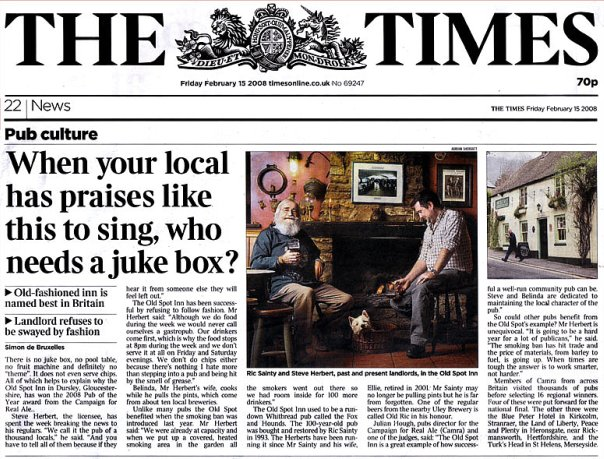 THE TIMES
DIEU·ET MON·DROIT
Friday February 15 2008 timesonline.co.uk No 69247
70p
22 News
THE TIMES Friday February 15 2008
Pub culture
When your local
has praises like
this to sing, who
needs a juke box?
Old-fashioned inn is
named best in Britain
Landlord refuses to
be swayed by fashion
Simon de Bruxelles
There is no juke box, no pool table,
no fruit machine and definitely no
"theme". It does not even serve chips.
All of which helps to explain why the
Old Spot Inn in Dursley, Gloucester-
shire, has won the 2008 Pub of the
Year award from the Campaign for
Real Ale.
Steve Herbert, the licensee, has
spent the week breaking the news to
his regulars. "We call it the pub of a
thousand locals," he said. "And you
have to tell all of them because if they
hear it from someone else they will
feel left out."
The Old Spot Inn has been success-
ful by refusing to follow fashion. Mr
Herbert said: "Although we do food
during the week we would never call
ourselves a gastropub. Our drinkers
come first, which is why the food stops
at 8pm during the week and we don't
serve it at all on Friday and Saturday
evenings. We don't do chips either
because there's nothing I hate more
than stepping into a pub and being hit
by the smell of grease."
Belinda, Mr Herbert's wife, cooks
while he pulls the pints, which come
from about ten local breweries.
Unlike many pubs the Old Spot
benefited when the smoking ban was
introduced last year. Mr Herbert
said: "We were already at capacity and
when we put up a covered, heated
smoking area in the garden all
ADRIAN SHERRATT
Ric Sainty and Steve Herbert, past and present landlords, in the Old Spot Inn
the smokers went out there so
we had room inside for 100 more
drinkers."
The Old Spot Inn used to be a run-
down Whitbread pub called the Fox
and Hounds. The 100-year-old pub
was bought and restored by Ric Sainty
in 1993. The Herberts have been run-
ning it since Mr Sainty and his wife,
Ellie, retired in 2001. Mr Sainty may
no longer be pulling pints but he is far
from forgotten. One of the regular
beers from the nearby Uley Brewery is
called Old Ric in his honour.
Julian Hough, pubs director for the
Campaign for Real Ale (Camra) and
one of the judges, said: "The Old Spot
Inn is a great example of how success-
ful a well-run community pub can be.
Steve and Belinda are dedicated to
maintaining the local character of the
pub."
So could other pubs benefit from
the Old Spot's example? Mr Herbert is
unequivocal. "It is going to be a hard
year for a lot of publicans," he said.
"The smoking ban has hit trade and
the price of materials, from barley to
fuel, is going up. When times are
tough the answer is to work smarter,
not harder."
Members of Camra from across
Britain visited thousands of pubs
before selecting 16 regional winners.
Four of these were put forward for the
national final. The other three were
the Blue Peter Hotel in Kirkcolm,
Stranraer, the Land of Liberty, Peace
and Plenty in Heronsgate, near Rick-
mansworth, Hertfordshire, and the
Turk's Head in St Helens, Merseyside.